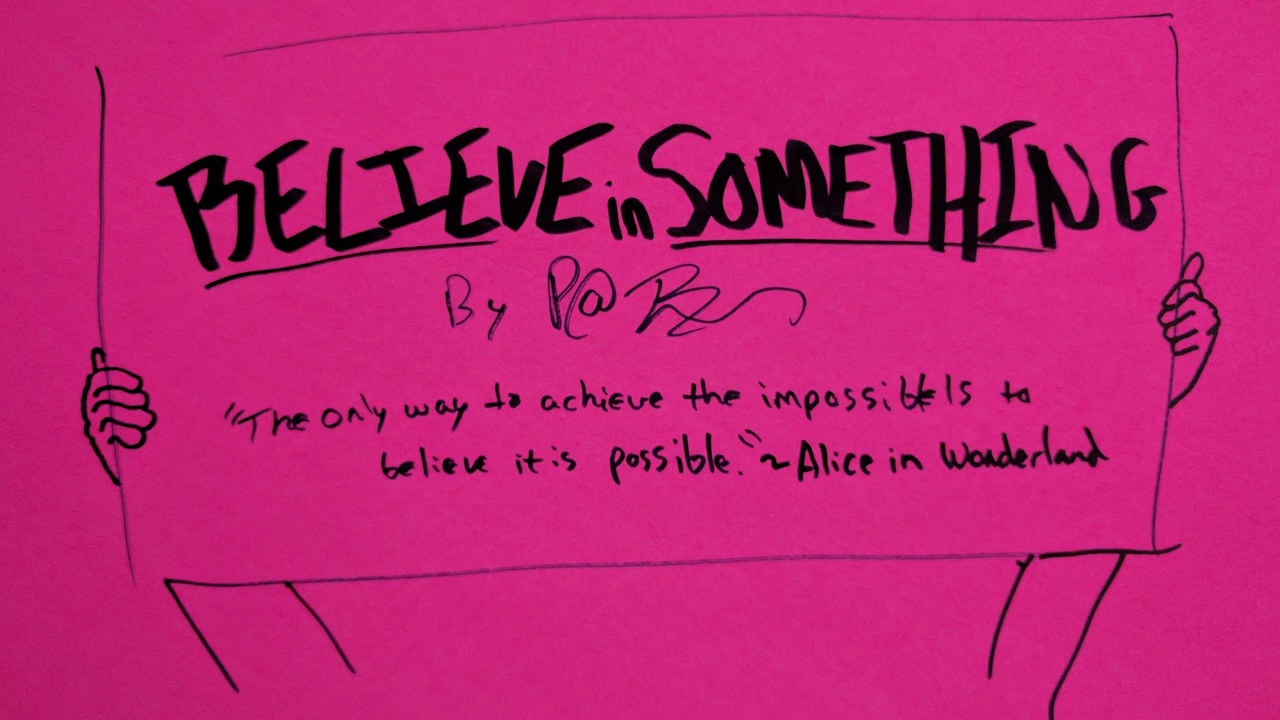 BELIEVE in SOMETHING
By P@
"The only way to achieve the impossible Is to
believe it is possible." ~ Alice in Wonderland